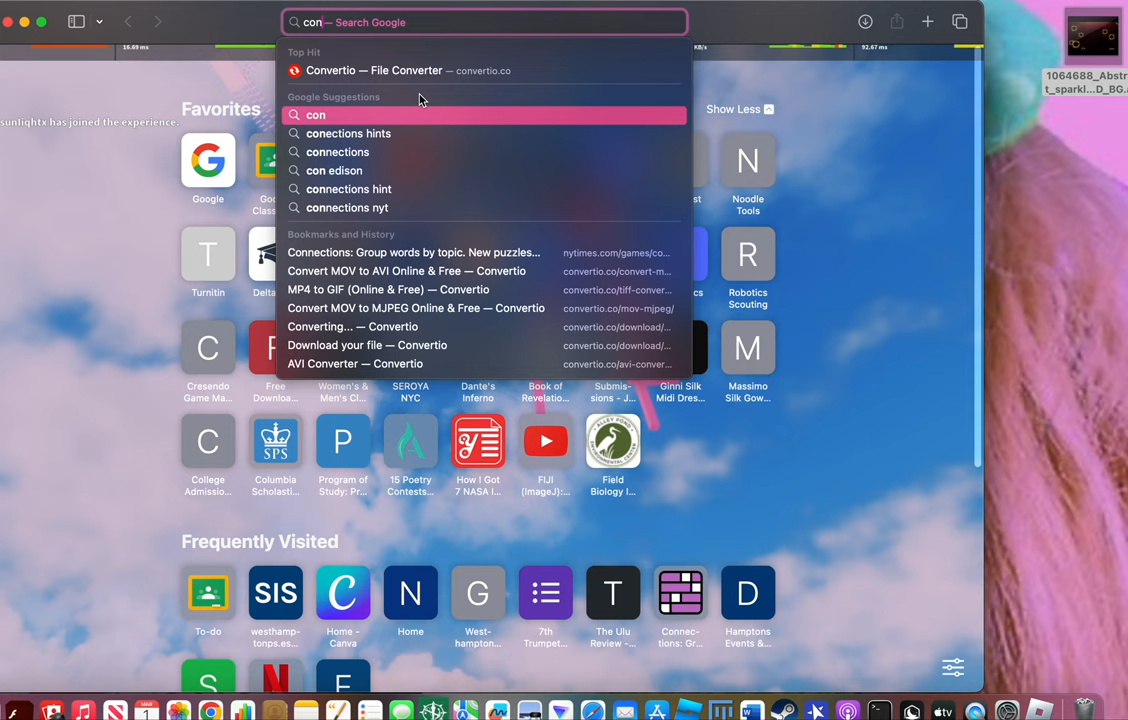 con — Search Google
16.69 ms
KB/s
92.67 ms
Top Hit
Convertio — File Converter — convertio.co
Google Suggestions
con
connections hints
connections
con edison
connections hint
connections nyt
Bookmarks and History
Connections: Group words by topic. New puzzles... nytimes.com/games/co...
Convert MOV to AVI Online & Free — Convertio convertio.co/convert-m...
MP4 to GIF (Online & Free) — Convertio convertio.co/tiff-conver...
Convert MOV to MJPEG Online & Free — Convertio convertio.co/mov-mjpeg/
Converting... — Convertio convertio.co/download/...
Download your file — Convertio convertio.co/download/...
AVI Converter — Convertio convertio.co/avi-conver...
1064688_Abstr
t_sparkl...D_BG.a
Favorites
Show Less
sunliqhtx has joined the experience.
N
Google
Class...
Noodle
Tools
T
R
Turnitin
Delta
Robotics
Scouting
C
M
Cresendo
Game Ma...
Free
Downloa...
Women's &
Men's Cl...
SEROYA
NYC
Dante's
Inferno
Book of
Revelatio...
Submis-
sions - J...
Ginni Silk
Midi Dres...
Massimo
Silk Gow...
C
SPS
P
ALLEY POND
ENVIRONMENTAL CENTER
College
Admissio...
Columbia
Scholasti...
Program of
Study: Pr...
15 Poetry
Contests...
How I Got
7 NASA I...
FIJI
(ImageJ):...
Field
Biology I...
Frequently Visited
SIS
C
N
G
T
D
To-do
westhamp-
tonps.es...
Home -
Canva
Home
West-
hampton...
7th
Trumpet...
The Ulu
Review -...
Connec-
tions: Gr...
Hamptons
Events &...
S
N
MAR
1
tv